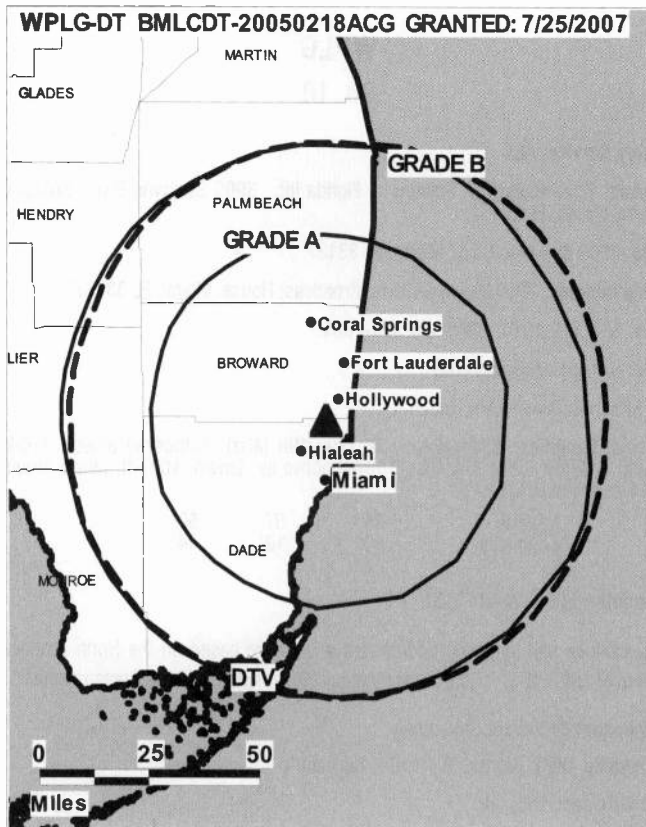 WPLG-DT BMLCDT-20050218ACG GRANTED: 7/25/2007
MARTIN
GLADES
GRADE B
HENDRY
PALM BEACH
GRADE A
Coral Springs
LIER
BROWARD
Fort Lauderdale
Hollywood
Hialeah
Miami
DADE
MONROE
DTV
0 25 50
Miles